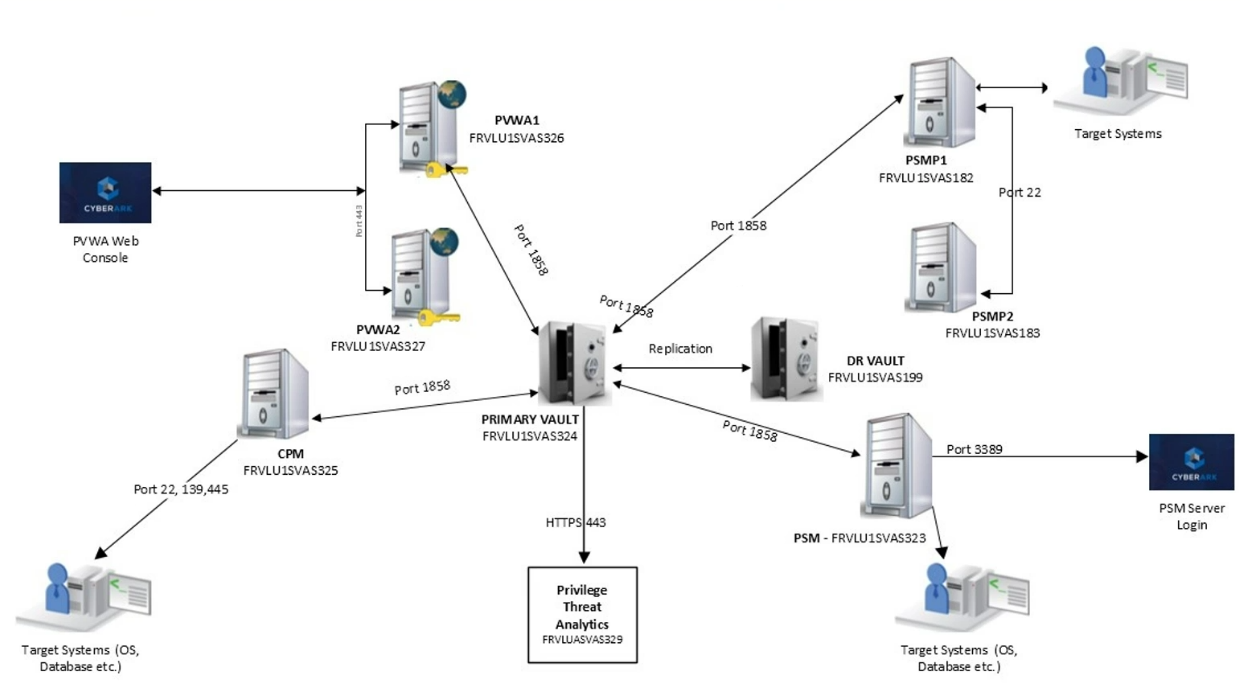 PVWA1
FRVLU1SVAS326
CYBERARK
PVWA Web
Console
Port 443
PVWA2
FRVLU1SVAS327
Port 1858
PSMP1
FRVLU1SVAS182
Target Systems
Port 22
Port 1858
Port 1858
PSMP2
FRVLU1SVAS183
Replication
DR VAULT
FRVLU1SVAS199
PRIMARY VAULT
FRVLU1SVAS324
Port 1858
CPM
FRVLU1SVAS325
Port 22, 139,445
Target Systems (OS,
Database etc.)
HTTPS 443
Privilege
Threat
Analytics
FRVLUASVAS329
Port 1858
PSM - FRVLU1SVAS323
Port 3389
CYBERARK
PSM Server
Login
Target Systems (OS,
Database etc.)